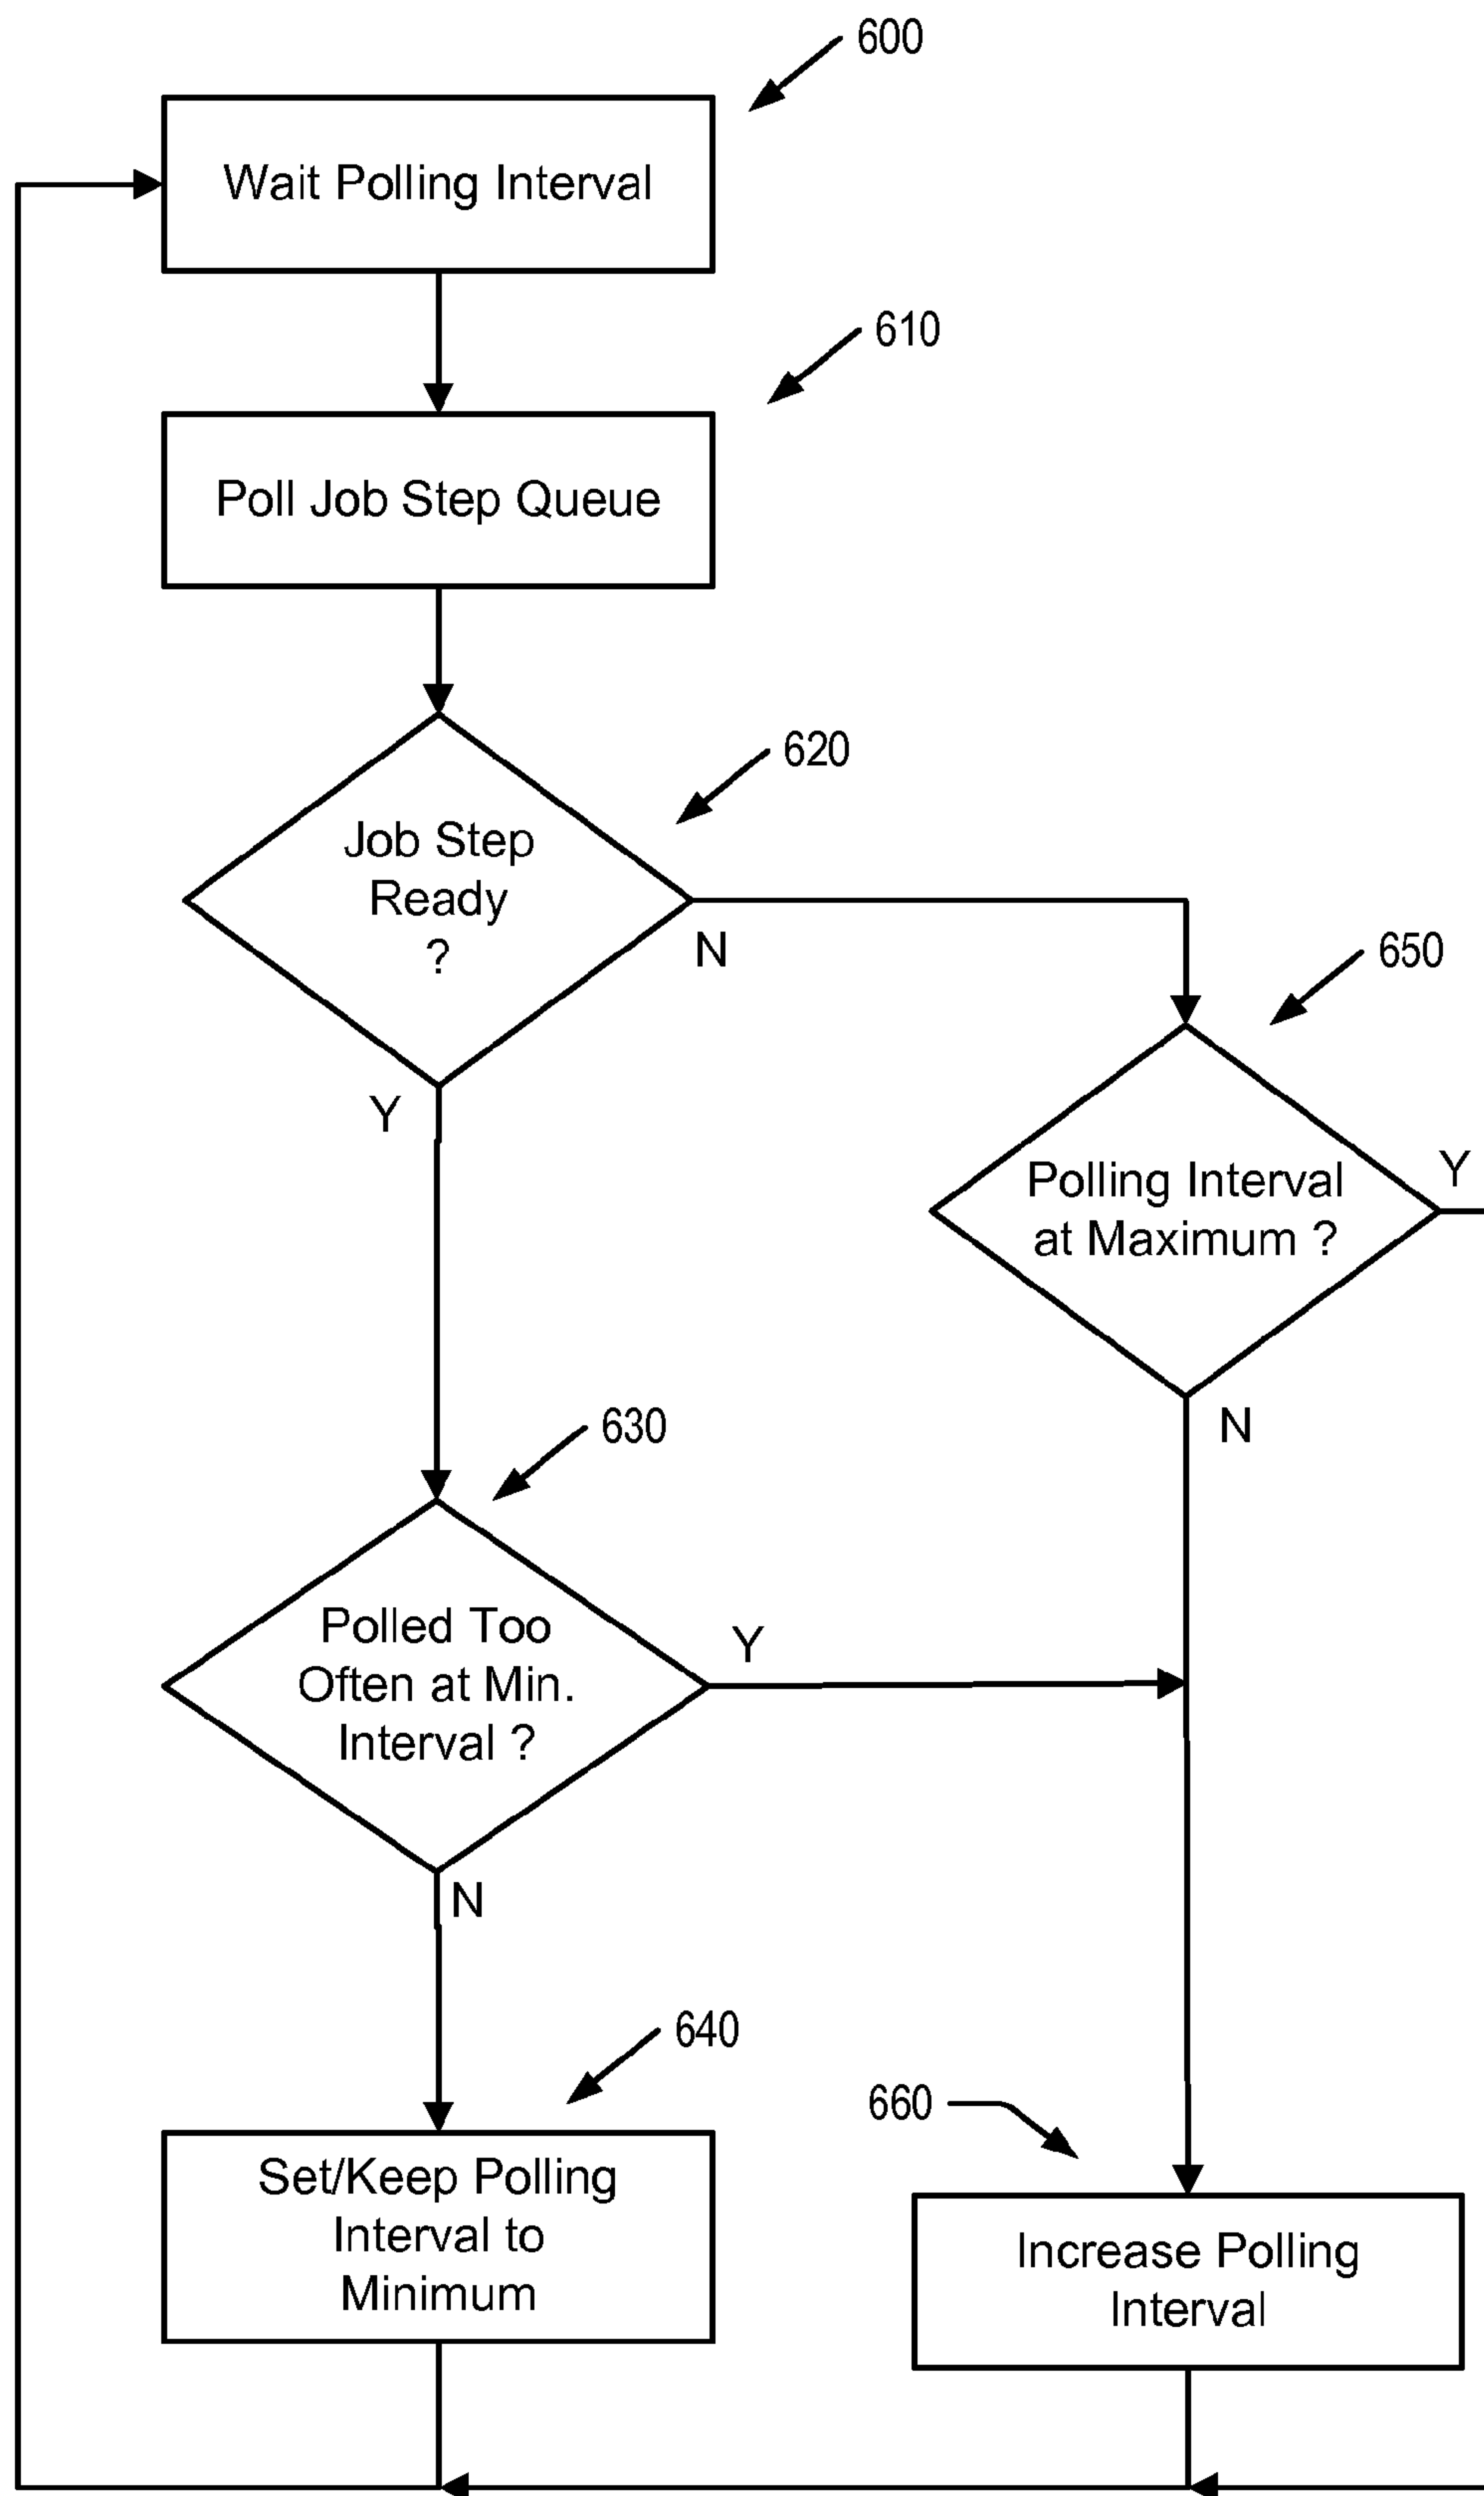 600
Wait Polling Interval
610
Poll Job Step Queue
620
Job Step
Ready
?
N
Y
650
Polling Interval
at Maximum ?
Y
N
630
Polled Too
Often at Min.
Interval ?
Y
N
640
Set/Keep Polling
Interval to
Minimum
660
Increase Polling
Interval